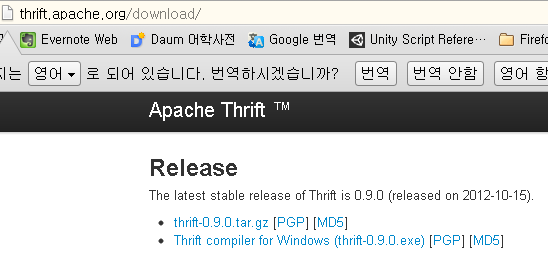 thrift.apache.org/download/
Evernote Web Daum 어학사전 Google 번역 Unity Script Refere… Firefo
지는 영어 로 되어 있습니다. 번역하시겠습니까? 번역 번역 안함 영어 항
Apache Thrift ™
Release
The latest stable release of Thrift is 0.9.0 (released on 2012-10-15).
• thrift-0.9.0.tar.gz [PGP] [MD5]
• Thrift compiler for Windows (thrift-0.9.0.exe) [PGP] [MD5]